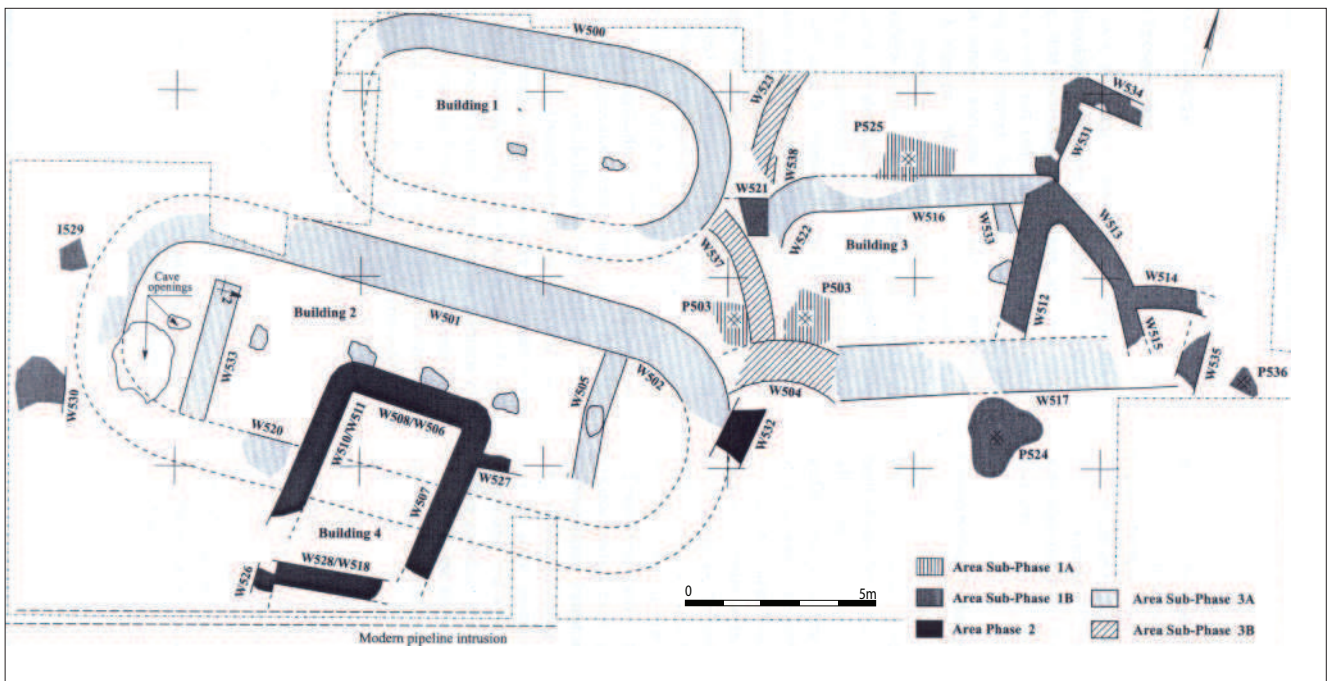 W500
W523
W534
Building 1
P525
W531
W538
W521
W516
W533
W513
I529
W537
W522
Building 3
Cave
openings
2
W514
P503
P503
W512
Building 2
W501
W515
W535
W533
W505
W502
P536
W530
W504
W517
W510/W511
W508/W506
W520
W532
P524
W527
W507
Building 4
W528/W518
W526
0
5m
Area Sub-Phase 1A
Area Sub-Phase 1B
Area Sub-Phase 3A
Area Phase 2
Area Sub-Phase 3B
Modern pipeline intrusion